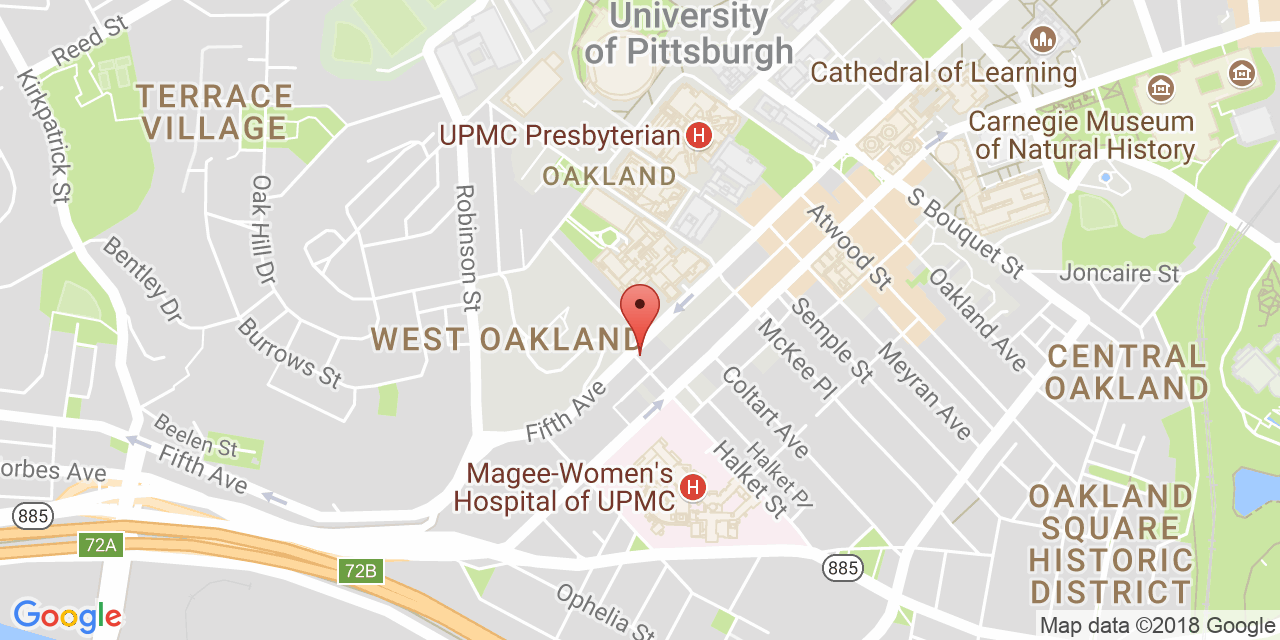 University
of Pittsburgh
Reed St
Cathedral of Learning
Kirkpatrick St
TERRACE
VILLAGE
UPMC Presbyterian
H
Carnegie Museum
of Natural History
OAKLAND
Oak Hill Dr
Robinson St
S Bouquet St
Atwood St
Bentley Dr
Joncaire St
Oakland Ave
Burrows St
WEST OAKLAND
Semple St
McKee Pl
Meyran Ave
CENTRAL
OAKLAND
Coltart Ave
Fifth Ave
Beelen St
Fifth Ave
orbes Ave
Halket Pl
Halket St
Magee-Women's
Hospital of UPMC
H
OAKLAND
SQUARE
HISTORIC
DISTRICT
885
72A
72B
885
Ophelia St
Google
Map data ©2018 Google